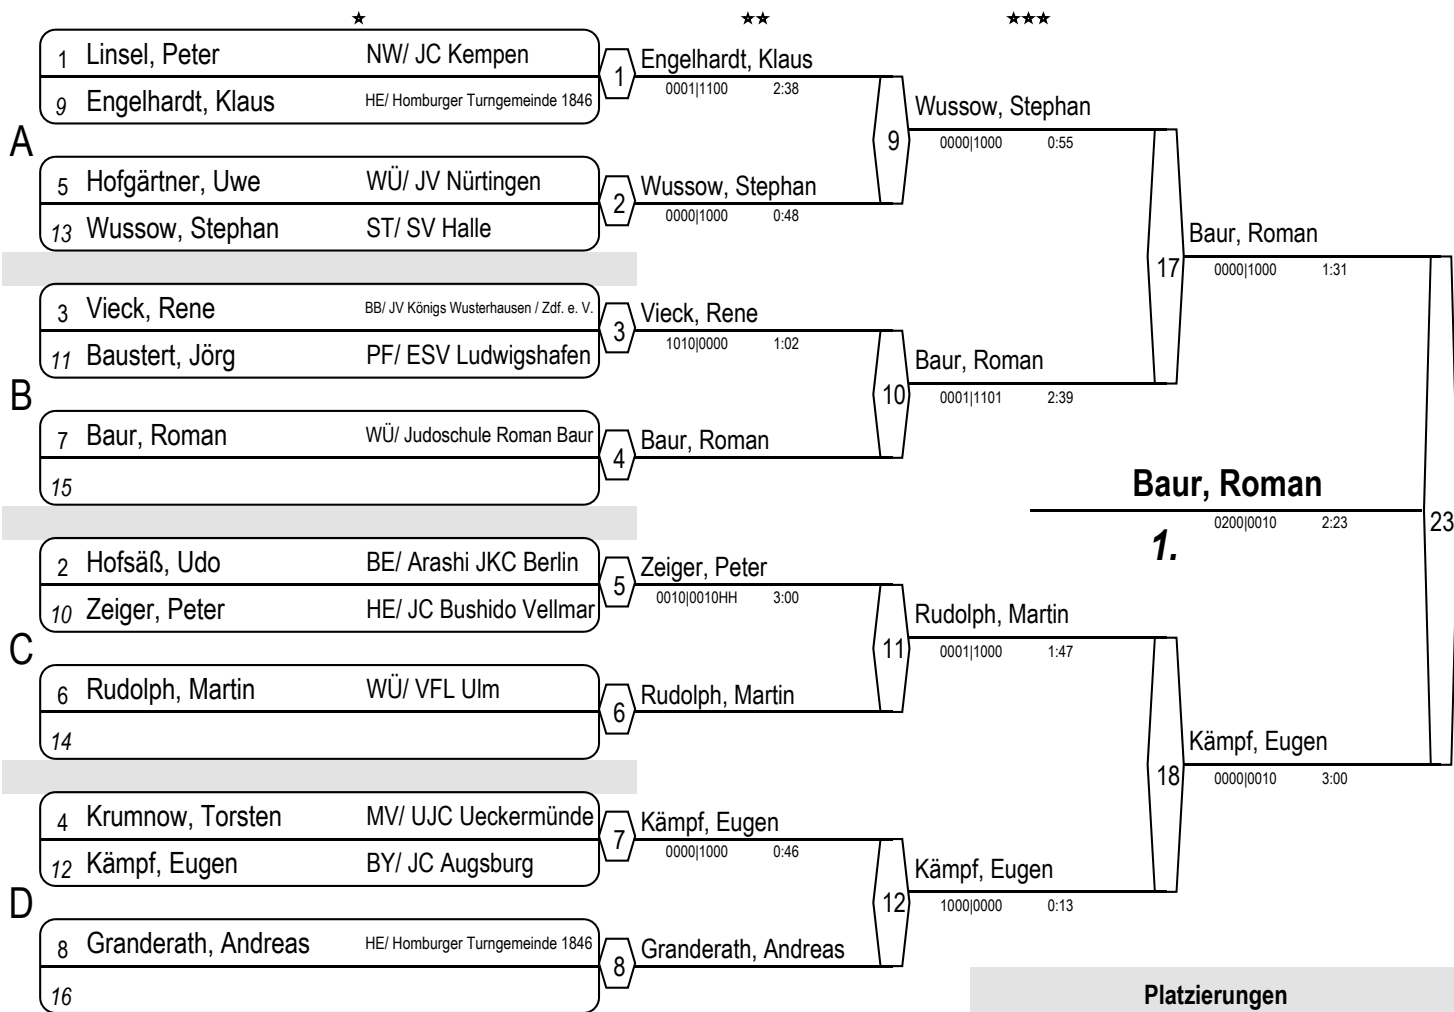 ★ ★★ ★★★
1 Linsel, Peter NW/ JC Kempen
9 Engelhardt, Klaus HE/ Homburger Turngemeinde 1846
1 Engelhardt, Klaus
0001|1100 2:38
A
5 Hofgärtner, Uwe WÜ/ JV Nürtingen
13 Wussow, Stephan ST/ SV Halle
2 Wussow, Stephan
0000|1000 0:48
9 Wussow, Stephan
0000|1000 0:55
3 Vieck, Rene BB/ JV Königs Wusterhausen / Zdf. e. V.
11 Baustert, Jörg PF/ ESV Ludwigshafen
3 Vieck, Rene
1010|0000 1:02
B
7 Baur, Roman WÜ/ Judoschule Roman Baur
15
4 Baur, Roman
10 Baur, Roman
0001|1101 2:39
17 Baur, Roman
0000|1000 1:31
2 Hofsäß, Udo BE/ Arashi JKC Berlin
10 Zeiger, Peter HE/ JC Bushido Vellmar
5 Zeiger, Peter
0010|0010HH 3:00
C
6 Rudolph, Martin WÜ/ VFL Ulm
14
6 Rudolph, Martin
11 Rudolph, Martin
0001|1000 1:47
4 Krumnow, Torsten MV/ UJC Ueckermünde
12 Kämpf, Eugen BY/ JC Augsburg
7 Kämpf, Eugen
0000|1000 0:46
D
8 Granderath, Andreas HE/ Homburger Turngemeinde 1846
16
8 Granderath, Andreas
12 Kämpf, Eugen
1000|0000 0:13
18 Kämpf, Eugen
0000|0010 3:00
Baur, Roman
0200|0010 2:23
1.
23
Platzierungen